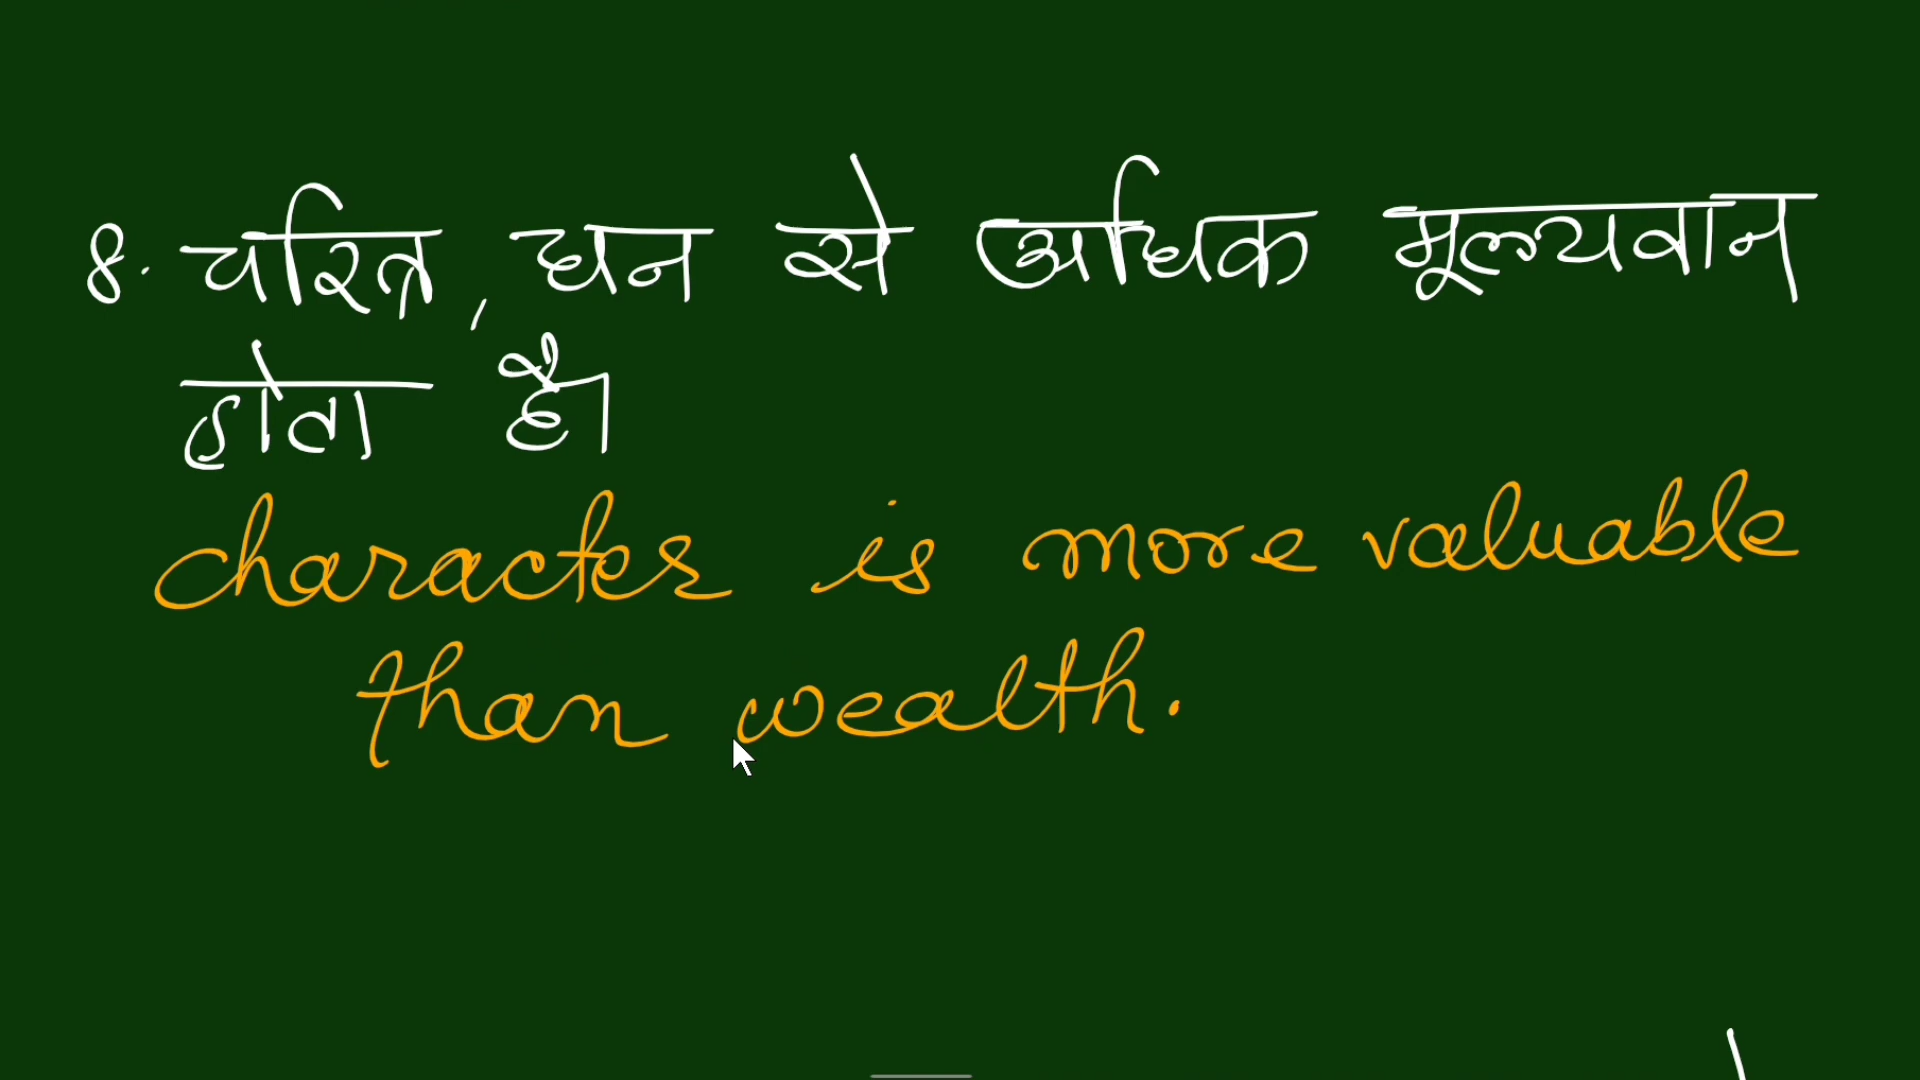 8. चरित्र, धन से अधिक मूल्यवान
होता है।
character is more valuable
than wealth.